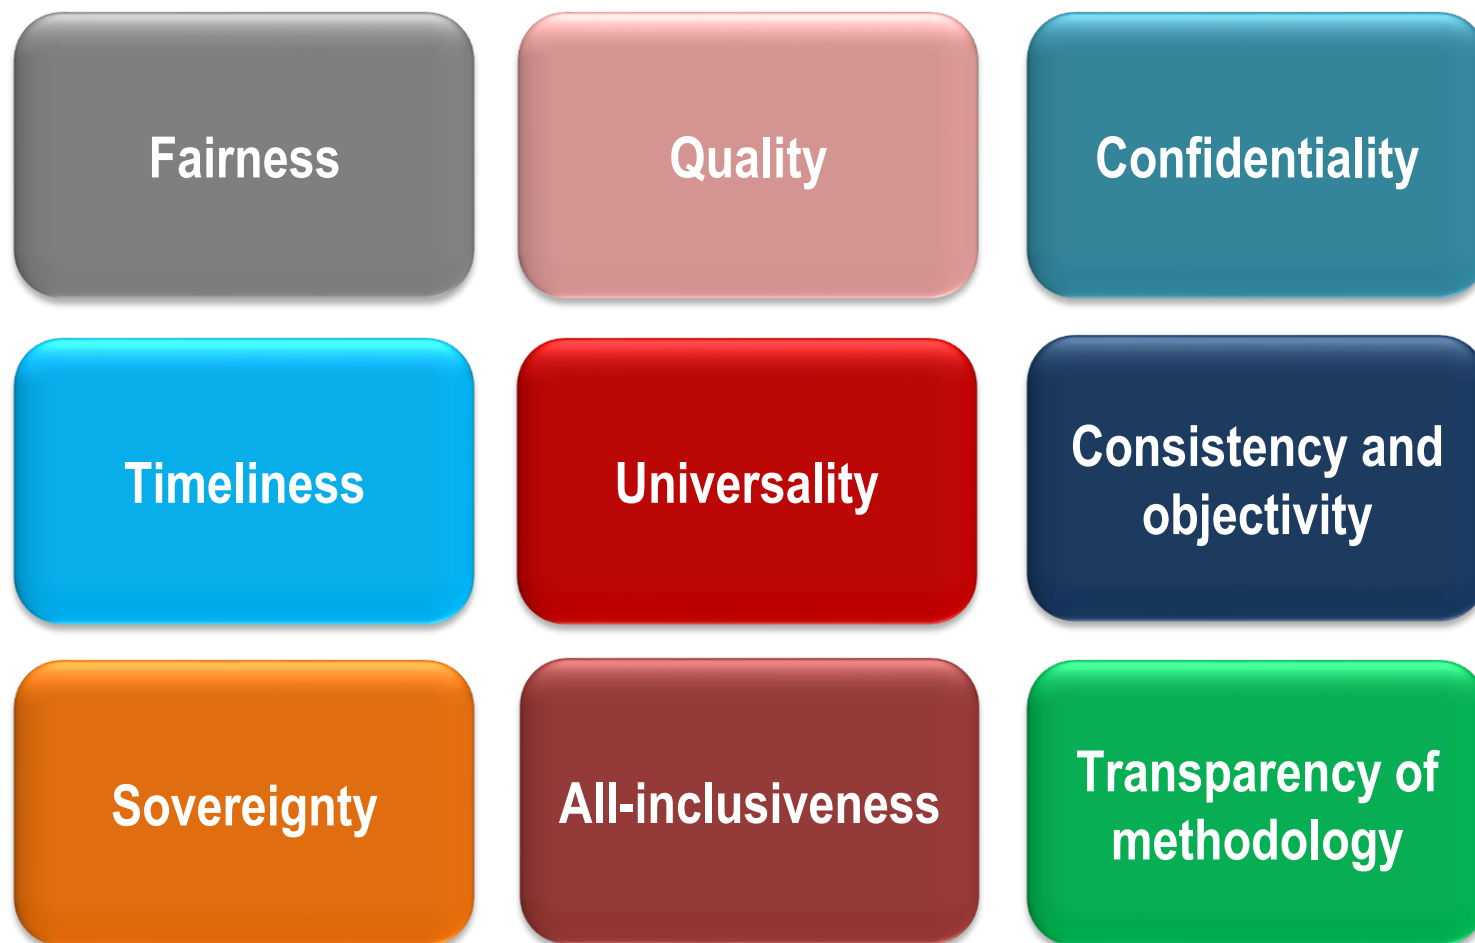 Fairness
Quality
Confidentiality
Timeliness
Universality
Consistency and
objectivity
Sovereignty
All-inclusiveness
Transparency of
methodology